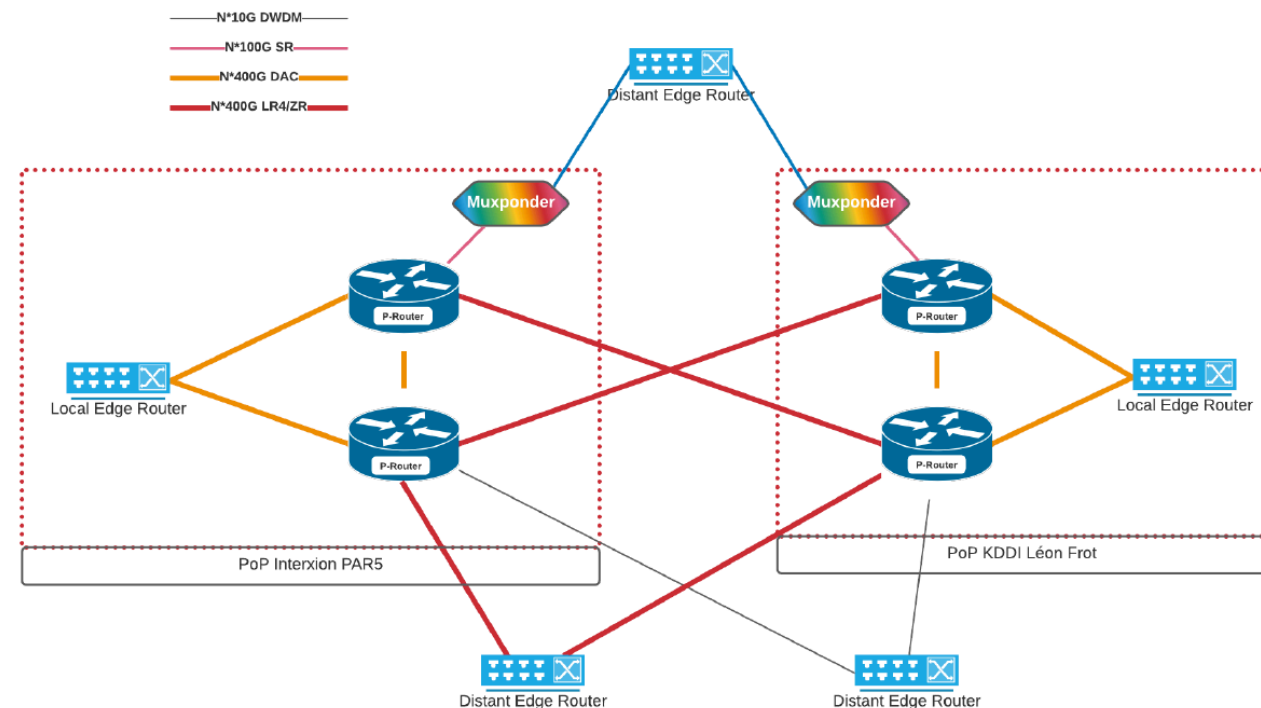 N*10G DWDM
N*100G SR
N*400G DAC
N*400G LR4/ZR
Distant Edge Router
Muxponder
Muxponder
P-Router
P-Router
Local Edge Router
Local Edge Router
P-Router
P-Router
PoP Interxion PAR5
PoP KDDI Léon Frot
Distant Edge Router
Distant Edge Router